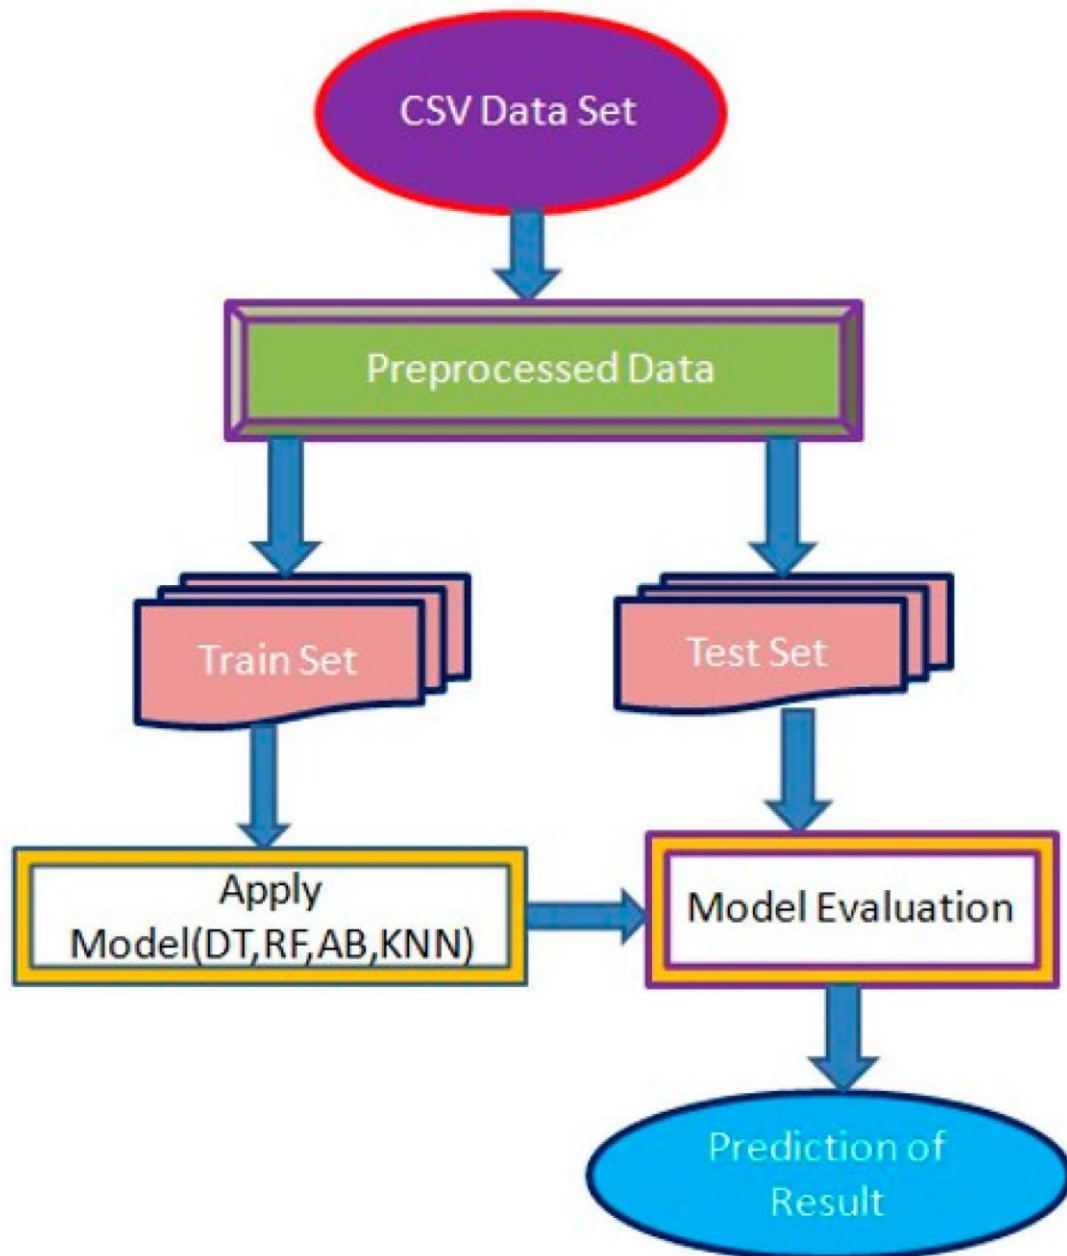 CSV Data Set
Preprocessed Data
Train Set
Test Set
Apply
Model(DT,RF,AB,KNN)
Model Evaluation
Prediction of
Result